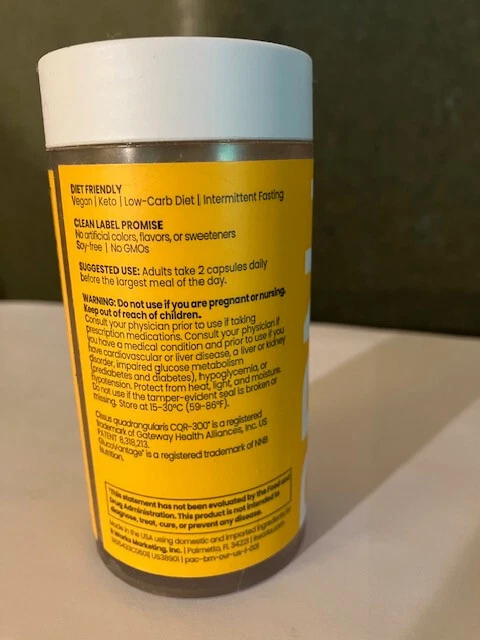 DIET FRIENDLY
Vegan | Keto | Low-Carb Diet | Intermittent Fasting
CLEAN LABEL PROMISE
No artificial colors, flavors, or sweeteners
Soy-free | No GMOs
SUGGESTED USE: Adults take 2 capsules daily
before the largest meal of the day.
WARNING: Do not use if you are pregnant or nursing.
Keep out of reach of children.
Consult your physician prior to use if taking
prescription medications. Consult your physician if
you have a medical condition and prior to use if you
have cardiovascular or liver disease, a liver or kidney
disorder, impaired glucose metabolism
(prediabetes and diabetes), hypoglycemia, or
hypotension. Protect from heat, light, and moisture.
Do not use if the tamper-evident seal is broken or
missing. Store at 15-30°C (59-86°F).
Cissus quadrangularis CQR-300® is a registered
trademark of Gateway Health Alliances, Inc. US
PATENT 8,318,213.
GlucoVantage® is a registered trademark of NNB
Nutrition.
*This statement has not been evaluated by the Food and
Drug Administration. This product is not intended to
diagnose, treat, cure, or prevent any disease.
Made in the USA using domestic and imported ingredients for
It Works Marketing, Inc. | Palmetto, FL 34221 |